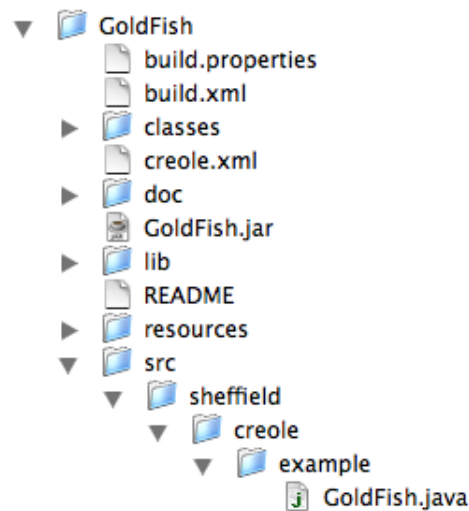 GoldFish
build.properties
build.xml
classes
creole.xml
doc
GoldFish.jar
lib
README
resources
src
sheffield
creole
example
GoldFish.java